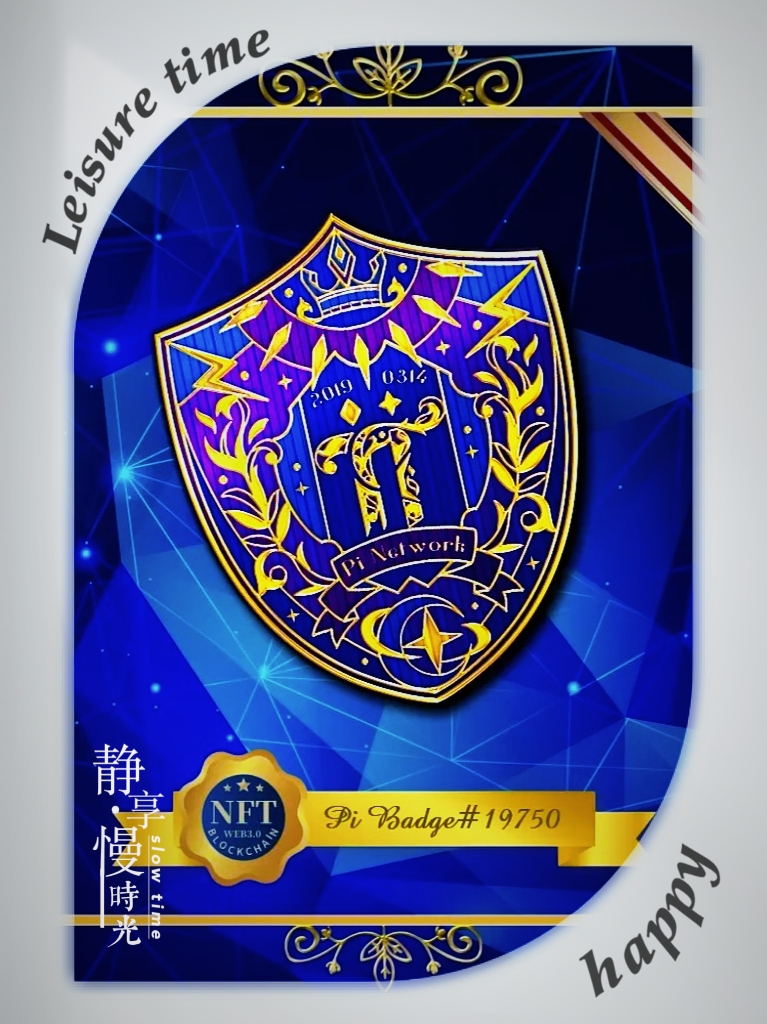 Leisure time
2019 0314
Pi Network
NFT
WEB3.0
BLOCKCHAIN
Pi Badge#19750
静·享
慢時光
slow time
happy